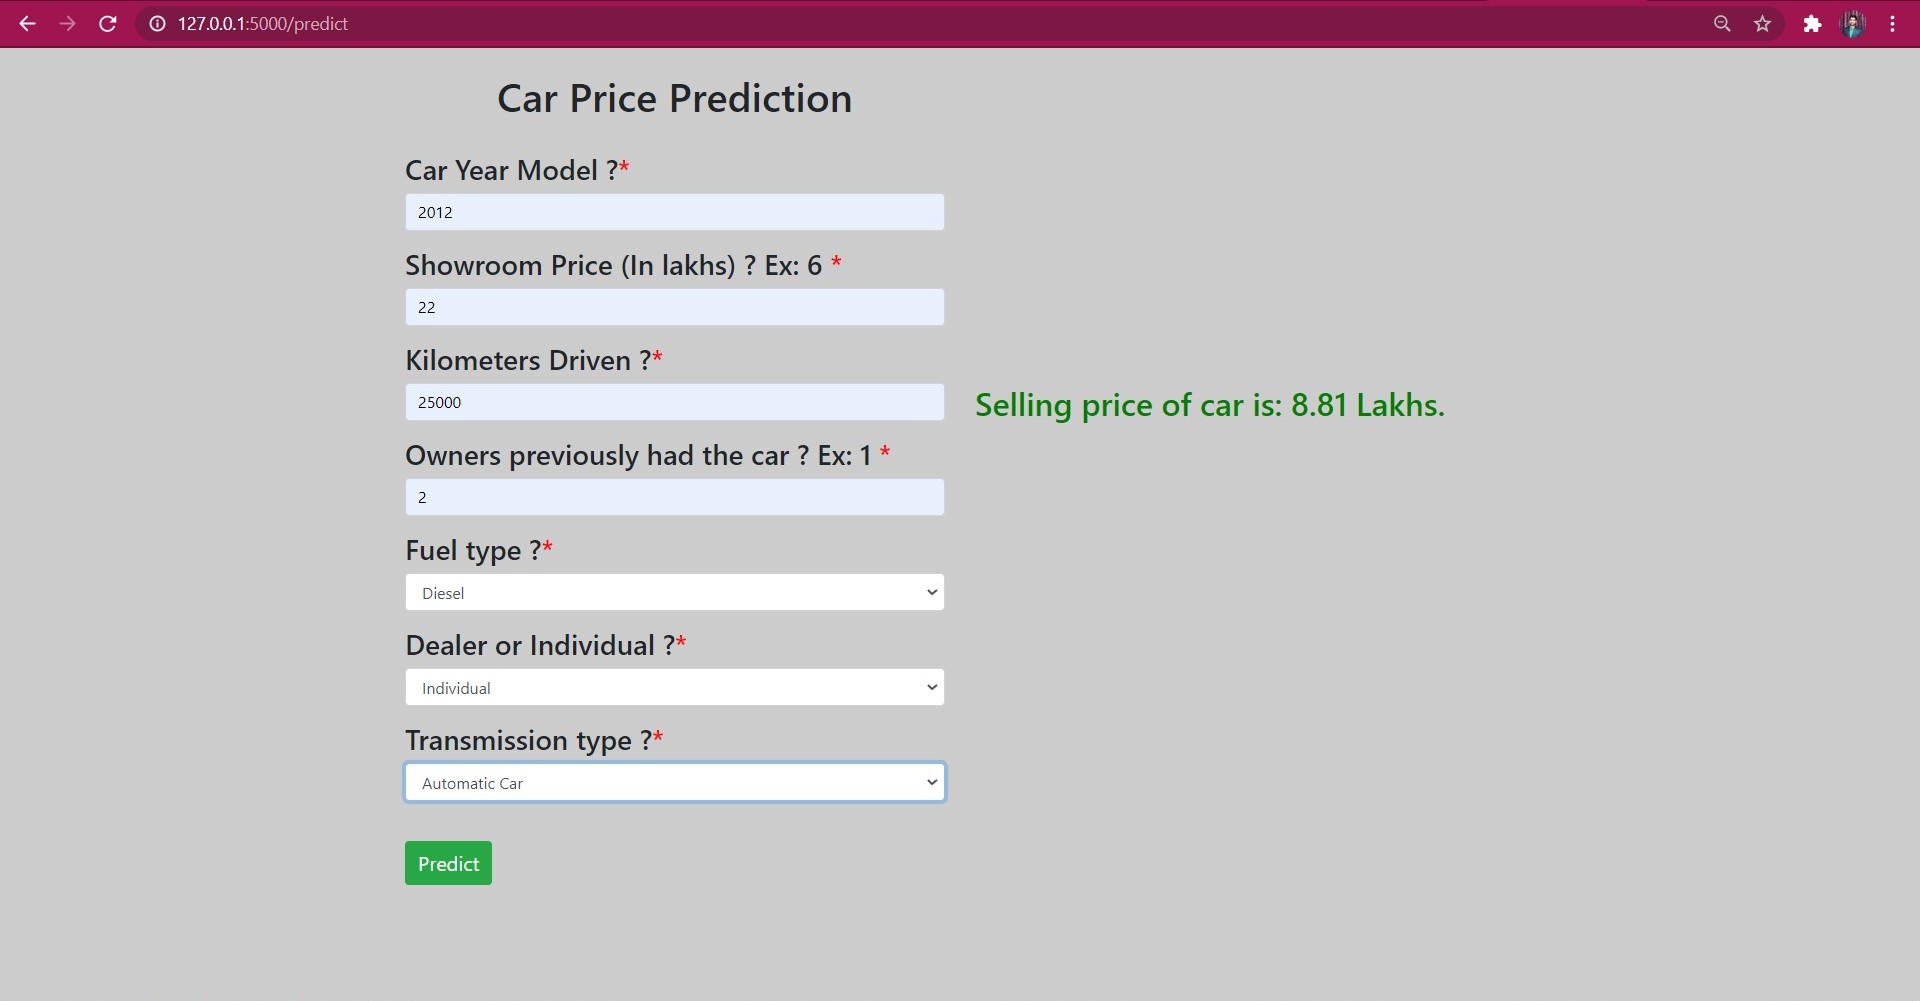 127.0.0.1:5000/predict
Car Price Prediction
Car Year Model ?*
2012
Showroom Price (In lakhs) ? Ex: 6 *
22
Kilometers Driven ?*
25000
Selling price of car is: 8.81 Lakhs.
Owners previously had the car ? Ex: 1 *
2
Fuel type ?*
Diesel
Dealer or Individual ?*
Individual
Transmission type ?*
Automatic Car
Predict